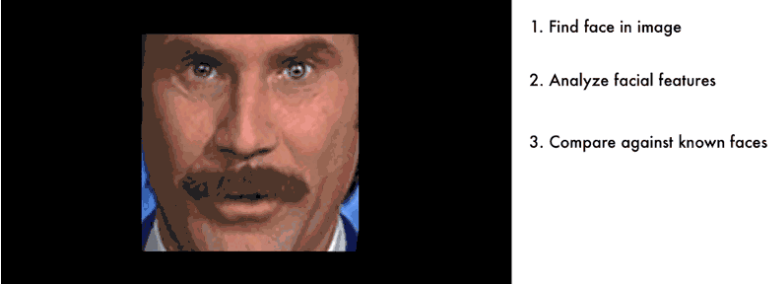 1. Find face in image
2. Analyze facial features
3. Compare against known faces